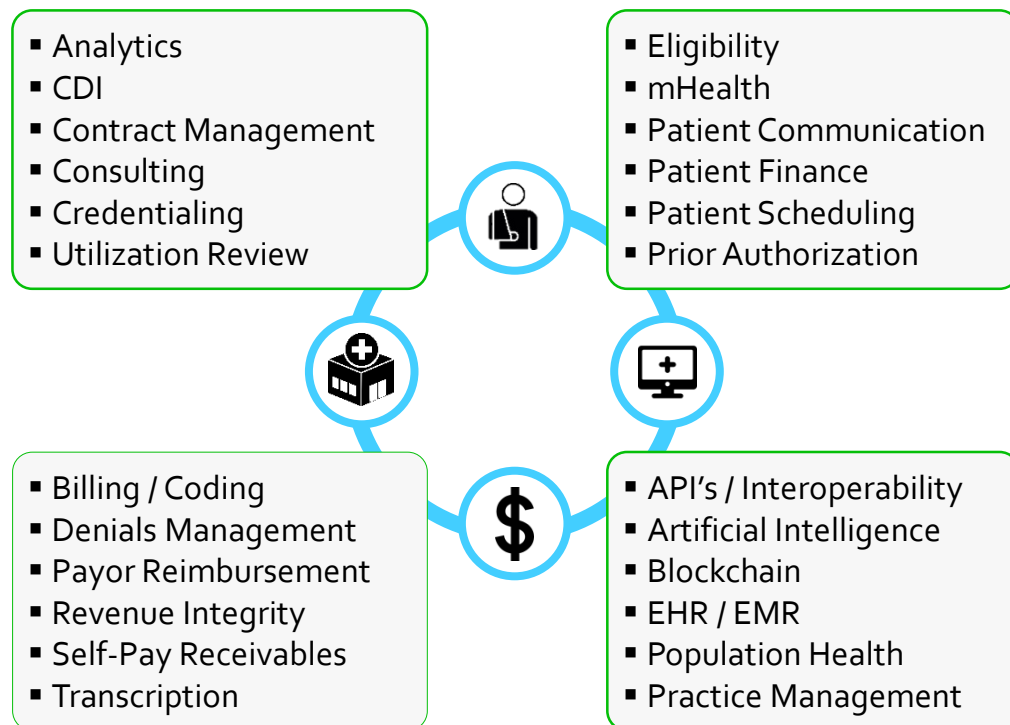 ▪ Analytics
▪ CDI
▪ Contract Management
▪ Consulting
▪ Credentialing
▪ Utilization Review
▪ Eligibility
▪ mHealth
▪ Patient Communication
▪ Patient Finance
▪ Patient Scheduling
▪ Prior Authorization
▪ Billing / Coding
▪ Denials Management
▪ Payor Reimbursement
▪ Revenue Integrity
▪ Self-Pay Receivables
▪ Transcription
$
▪ API’s / Interoperability
▪ Artificial Intelligence
▪ Blockchain
▪ EHR / EMR
▪ Population Health
▪ Practice Management